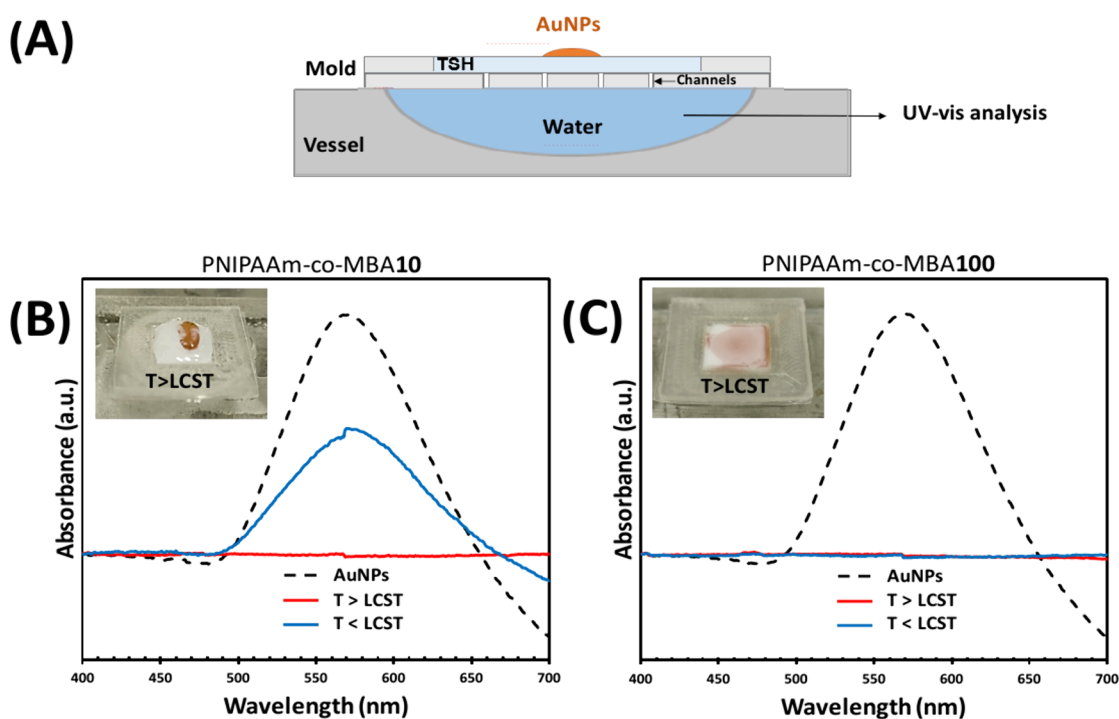 (A)
AuNPs
Mold
TSH
Channels
Water
UV-vis analysis
Vessel
PNIPAAm-co-MBA10
(B)
T>LCST
Absorbance (a.u.)
AuNPs
T > LCST
T < LCST
400 450 500 550 600 650 700
Wavelength (nm)
PNIPAAm-co-MBA100
(C)
T>LCST
Absorbance (a.u.)
AuNPs
T > LCST
T < LCST
400 450 500 550 600 650 700
Wavelength (nm)